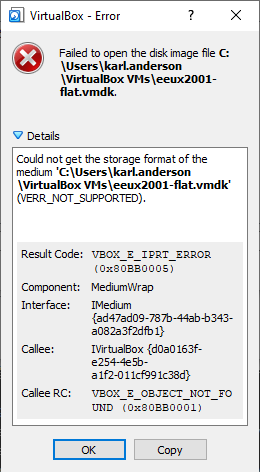 VirtualBox - Error
Failed to open the disk image file C:
\Users\karl.anderson
\VirtualBox VMs\eeux2001-
flat.vmdk.
Details
Could not get the storage format of the
medium 'C:\Users\karl.anderson
\VirtualBox VMs\eeux2001-flat.vmdk'
(VERR_NOT_SUPPORTED).
Result Code: VBOX_E_IPRT_ERROR
(0x80BB0005)
Component: MediumWrap
Interface: IMedium
{ad47ad09-787b-44ab-b343-
a082a3f2dfb1}
Callee: IVirtualBox {d0a0163f-
e254-4e5b-
a1f2-011cf991c38d}
Callee RC: VBOX_E_OBJECT_NOT_FO
UND (0x80BB0001)
OK Copy